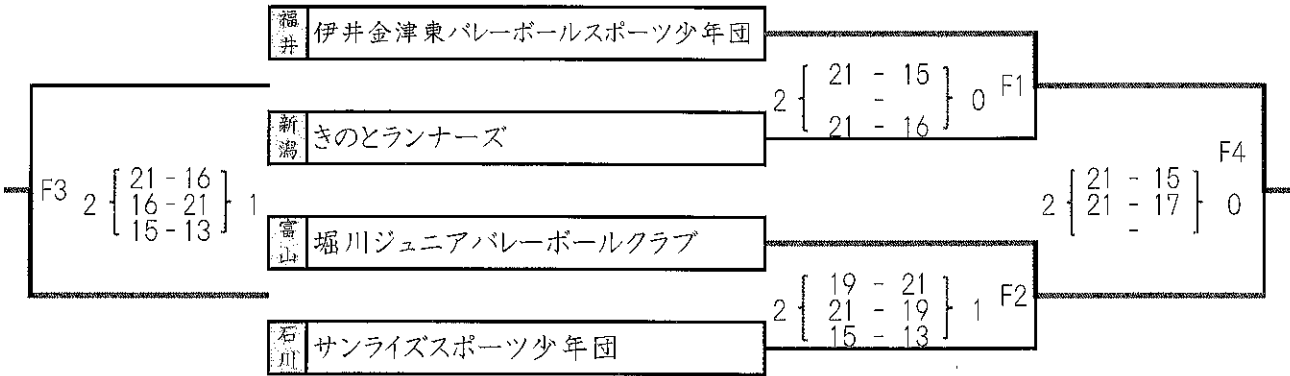 福井 伊井金津東バレーボールスポーツ少年団
2 { 21 - 15 } 0 F1
-
21 - 16
新潟 きのとランナーズ
F3 2 { 21 - 16 } 1
16 - 21
15 - 13
F4
2 { 21 - 15 } 0
21 - 17
-
富山 堀川ジュニアバレーボールクラブ
2 { 19 - 21 } 1 F2
21 - 19
15 - 13
石川 サンライズスポーツ少年団